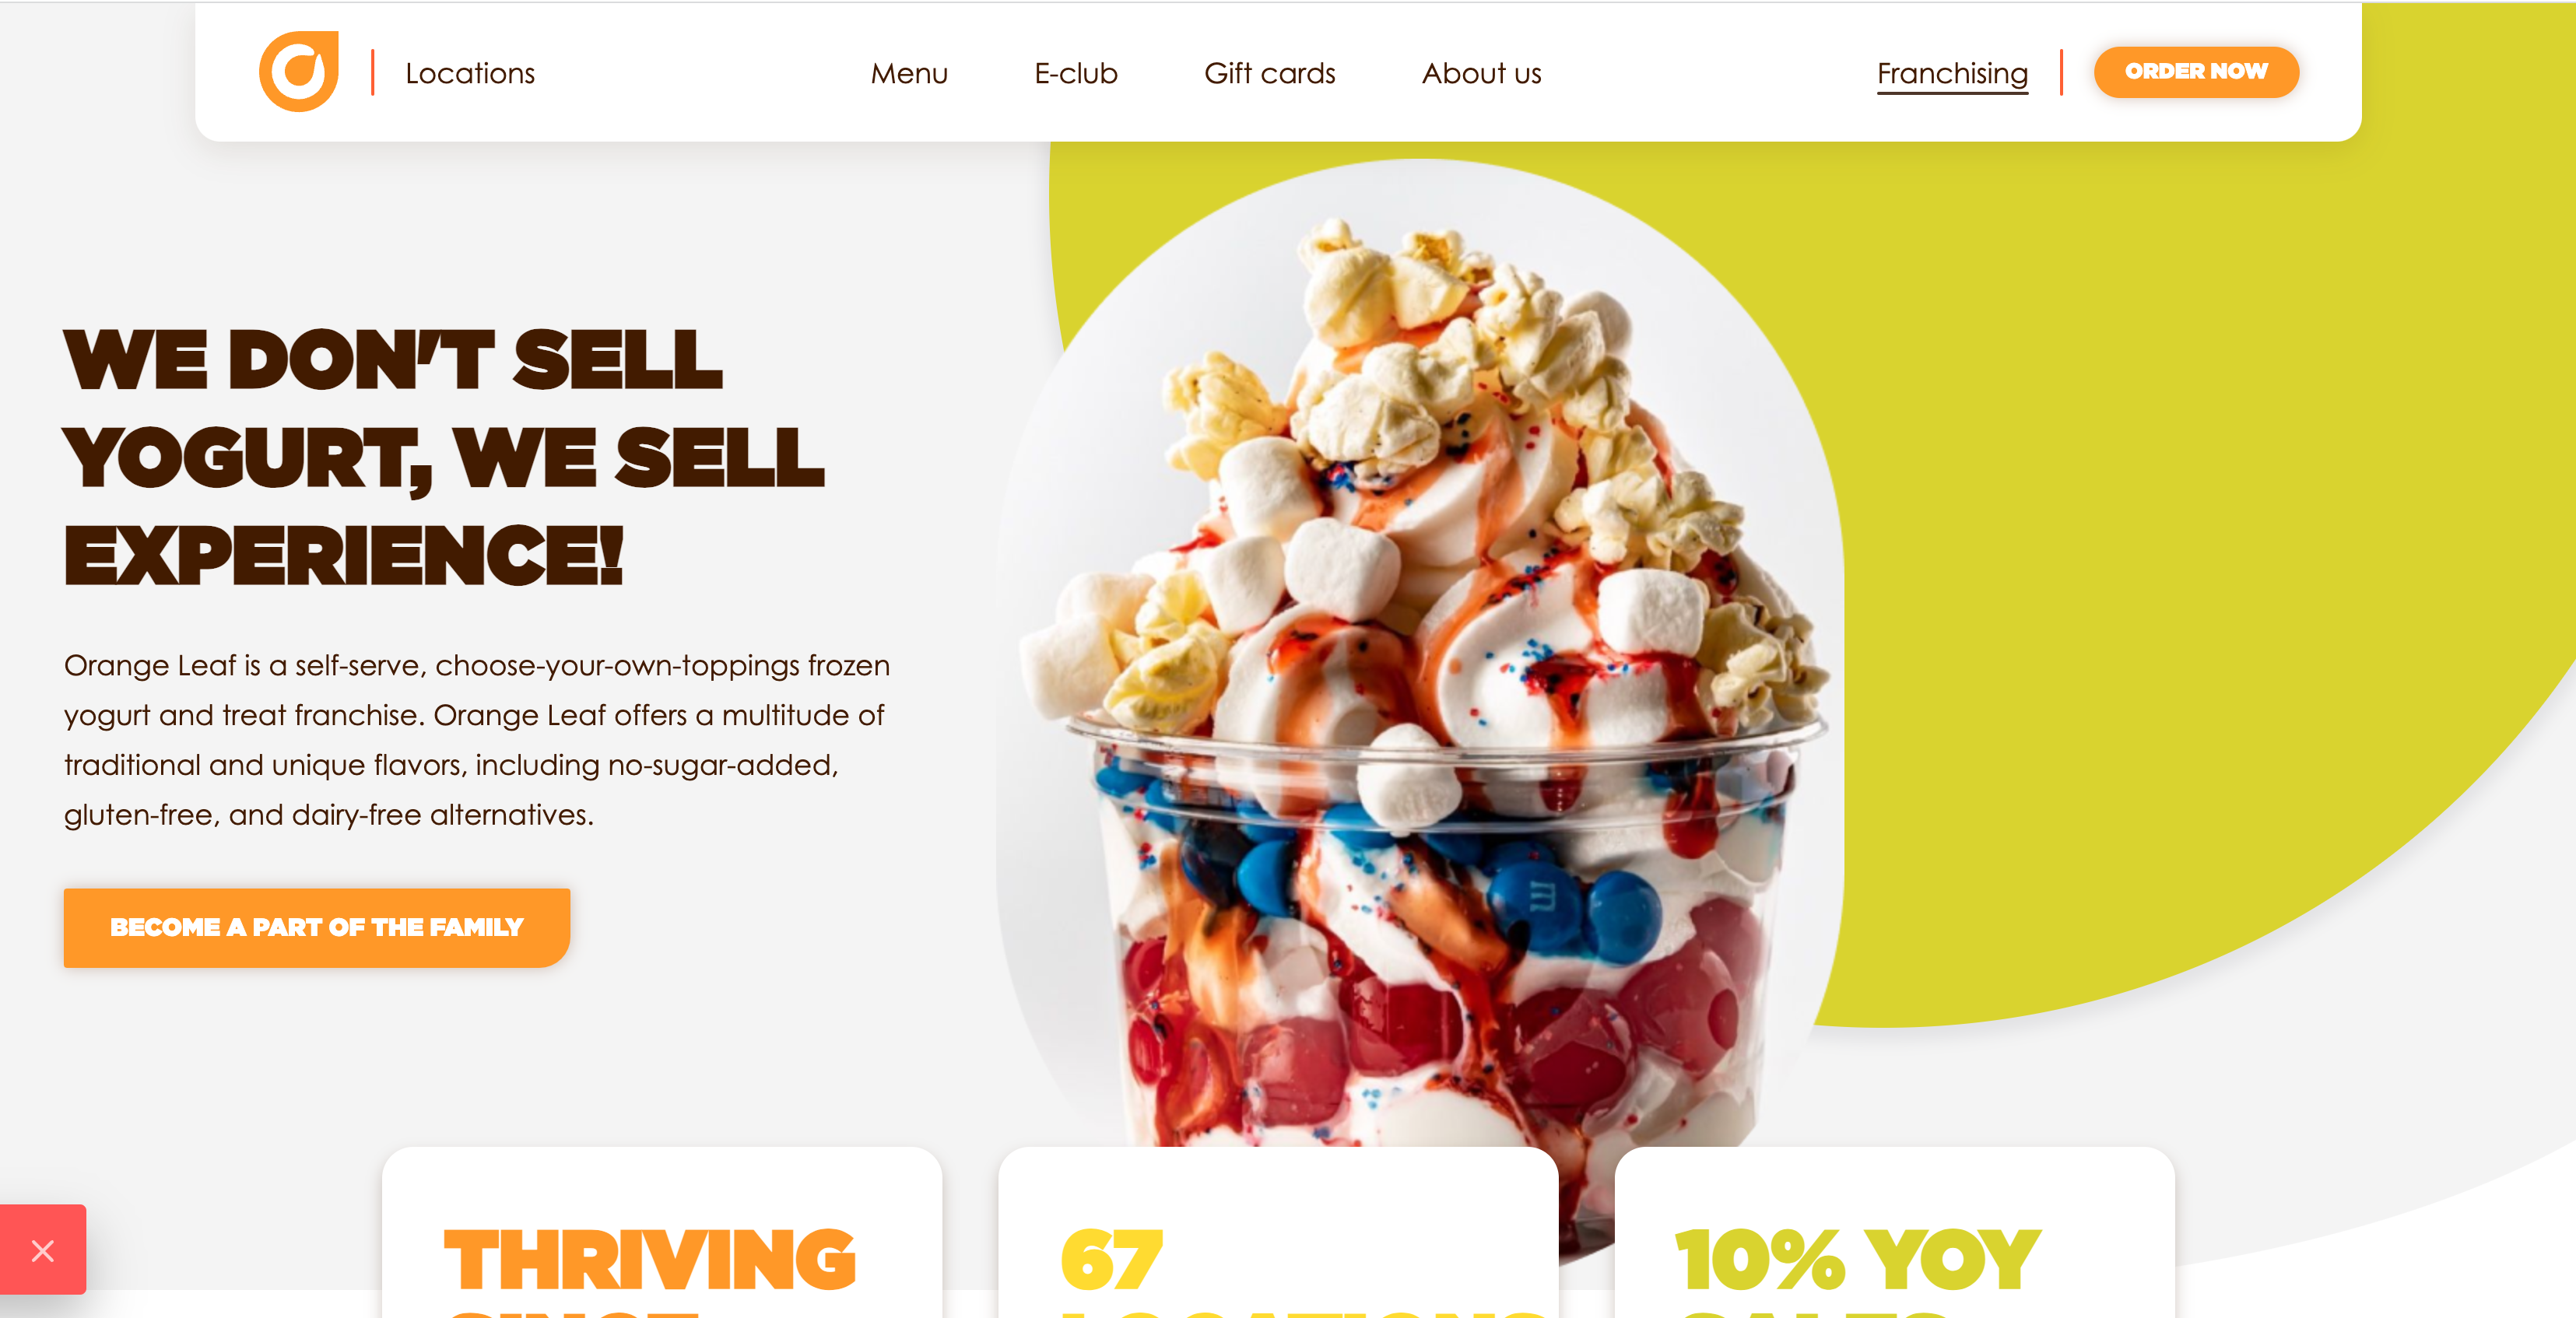 Locations
Menu
E-club
Gift cards
About us
Franchising
ORDER NOW
WE DON'T SELL
YOGURT, WE SELL
EXPERIENCE!
Orange Leaf is a self-serve, choose-your-own-toppings frozen
yogurt and treat franchise. Orange Leaf offers a multitude of
traditional and unique flavors, including no-sugar-added,
gluten-free, and dairy-free alternatives.
BECOME A PART OF THE FAMILY
m
THRIVING
SINCE
67
LOCATIONS
10% YOY
SALES